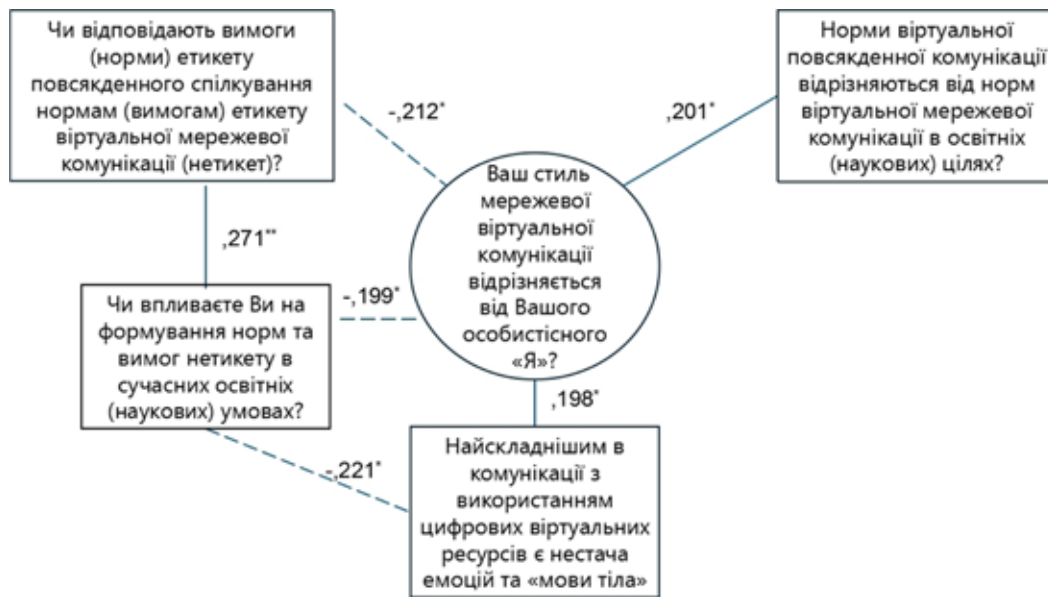 Чи відповідають вимоги
(норми) етикету
повсякденного спілкування
нормам (вимогам) етикету
віртуальної мережевої
комунікації (нетикет)?
Норми віртуальної
повсякденної комунікації
відрізняються від норм
віртуальної мережевої
комунікації в освітніх
(наукових) цілях?
-,212*
,201*
Ваш стиль
мережевої
віртуальної
комунікації
відрізняється
від Вашого
особистісного
«Я»?
,271**
-,199*
Чи впливаєте Ви на
формування норм та
вимог нетикету в
сучасних освітніх
(наукових) умовах?
,198*
-,221*
Найскладнішим в
комунікації з
використанням
цифрових віртуальних
ресурсів є нестача
емоцій та «мови тіла»